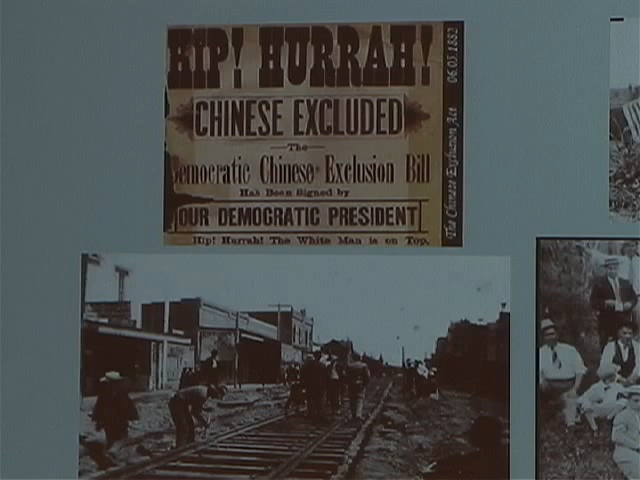 HIP! HURRAH!
CHINESE EXCLUDED
The
Democratic Chinese Exclusion Bill
Has Been Signed by
OUR DEMOCRATIC PRESIDENT
Hip! Hurrah! The White Man is on Top,
The Chinese Exclusion Act 06.05.1882